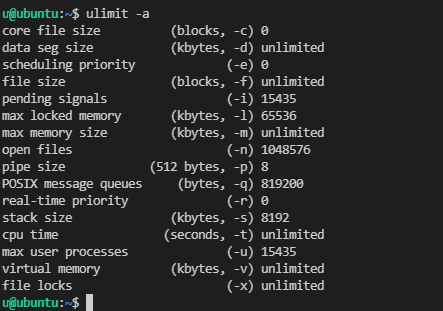 u@ubuntu:~$ ulimit -a
core file size          (blocks, -c) 0
data seg size           (kbytes, -d) unlimited
scheduling priority             (-e) 0
file size               (blocks, -f) unlimited
pending signals                 (-i) 15435
max locked memory       (kbytes, -l) 65536
max memory size         (kbytes, -m) unlimited
open files                      (-n) 1048576
pipe size            (512 bytes, -p) 8
POSIX message queues     (bytes, -q) 819200
real-time priority              (-r) 0
stack size              (kbytes, -s) 8192
cpu time               (seconds, -t) unlimited
max user processes              (-u) 15435
virtual memory          (kbytes, -v) unlimited
file locks                      (-x) unlimited
u@ubuntu:~$